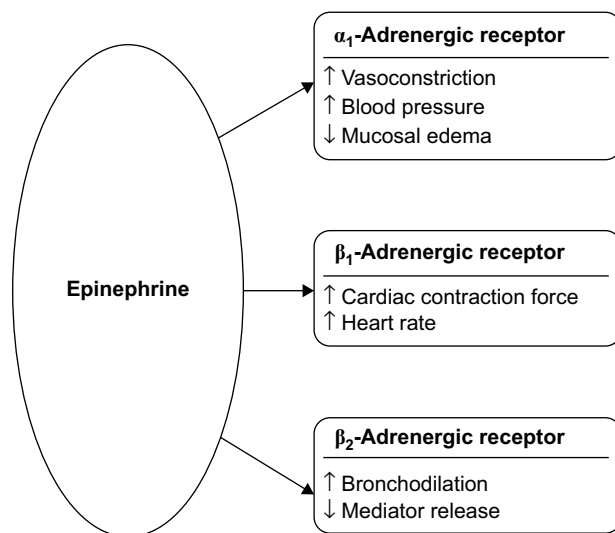 α₁-Adrenergic receptor
↑ Vasoconstriction
↑ Blood pressure
↓ Mucosal edema
Epinephrine
β₁-Adrenergic receptor
↑ Cardiac contraction force
↑ Heart rate
β₂-Adrenergic receptor
↑ Bronchodilation
↓ Mediator release